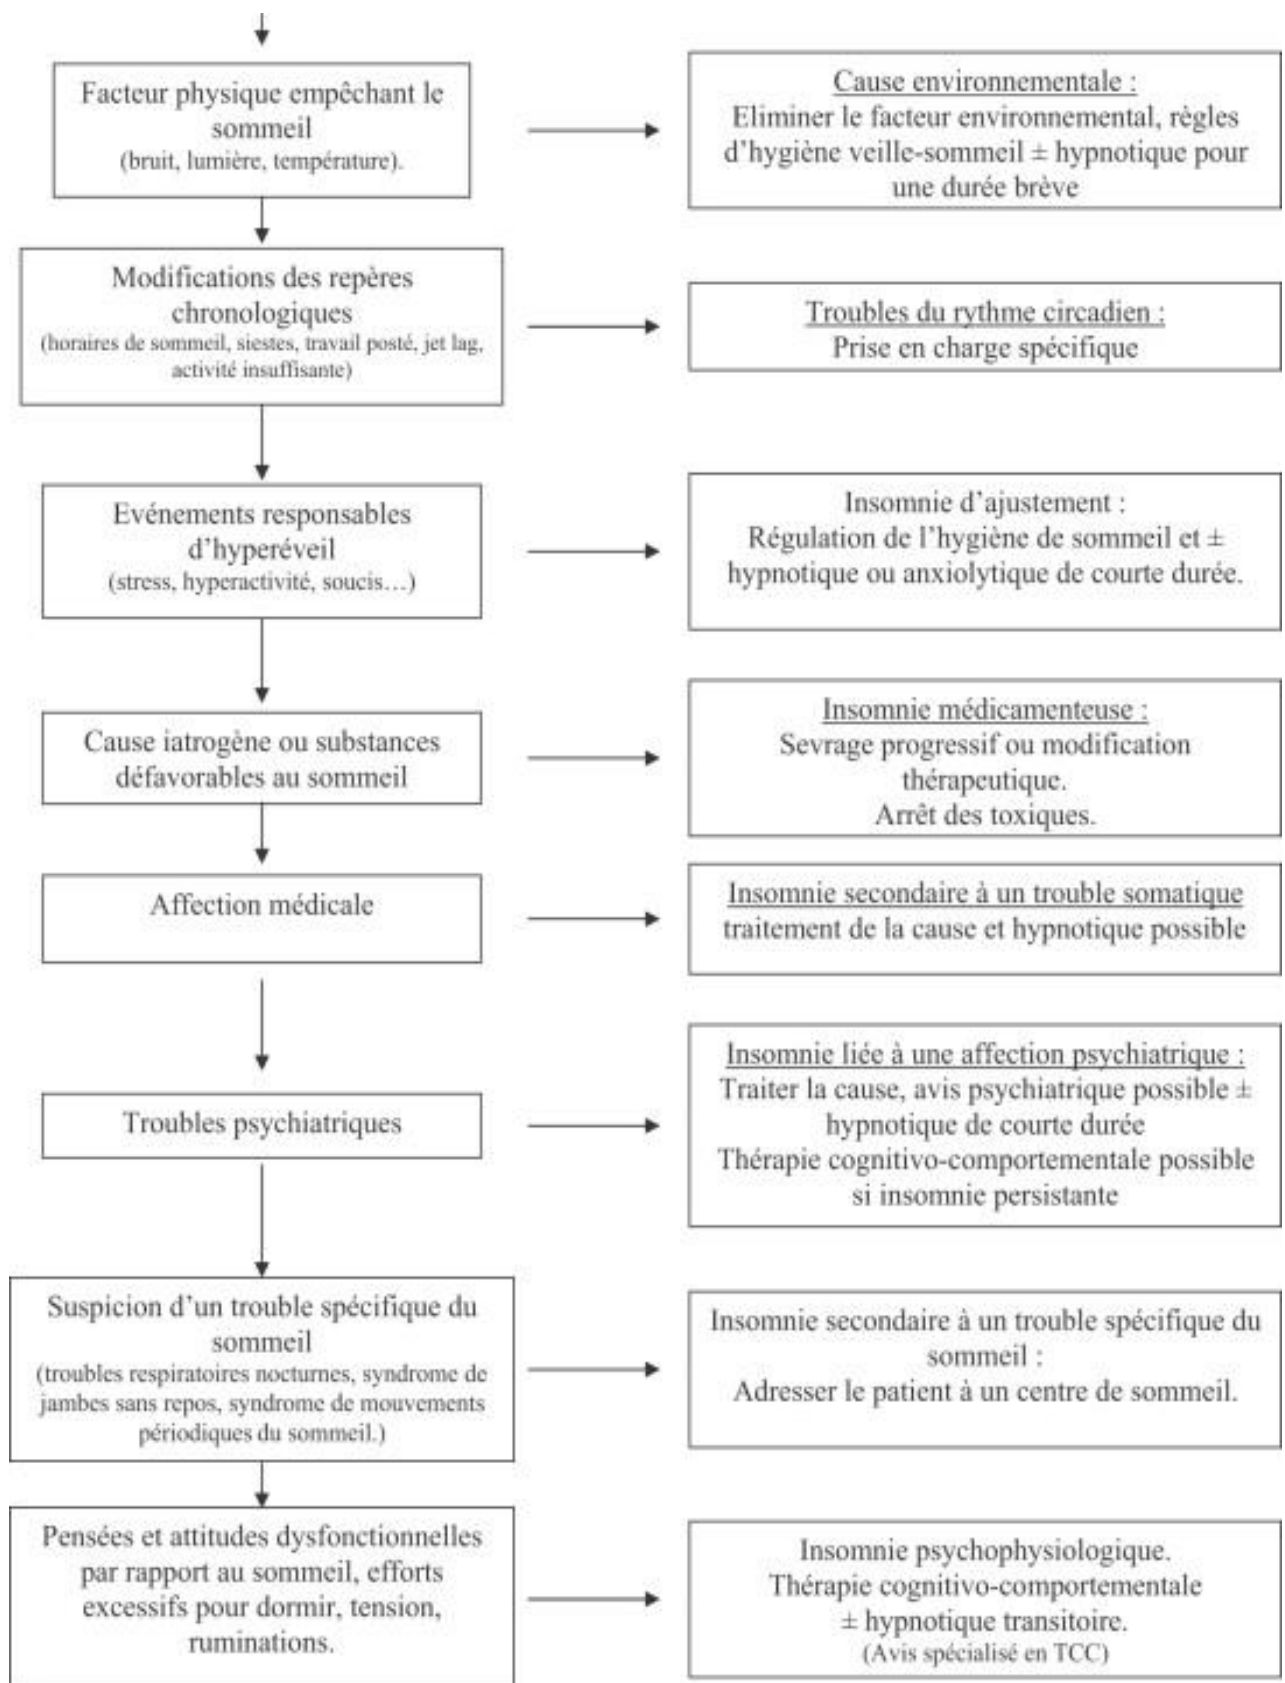 Facteur physique empêchant le
sommeil
(bruit, lumière, température).
Cause environnementale :
Eliminer le facteur environnemental, règles
d’hygiène veille-sommeil ± hypnotique pour
une durée brève
Modifications des repères
chronologiques
(horaires de sommeil, siestes, travail posté, jet lag,
activité insuffisante)
Troubles du rythme circadien :
Prise en charge spécifique
Evénements responsables
d’hyperéveil
(stress, hyperactivité, soucis…)
Insomnie d’ajustement :
Régulation de l’hygiène de sommeil et ±
hypnotique ou anxiolytique de courte durée.
Cause iatrogène ou substances
défavorables au sommeil
Insomnie médicamenteuse :
Sevrage progressif ou modification
thérapeutique.
Arrêt des toxiques.
Affection médicale
Insomnie secondaire à un trouble somatique
traitement de la cause et hypnotique possible
Troubles psychiatriques
Insomnie liée à une affection psychiatrique :
Traiter la cause, avis psychiatrique possible ±
hypnotique de courte durée
Thérapie cognitivo-comportementale possible
si insomnie persistante
Suspicion d’un trouble spécifique du
sommeil
(troubles respiratoires nocturnes, syndrome de
jambes sans repos, syndrome de mouvements
périodiques du sommeil.)
Insomnie secondaire à un trouble spécifique du
sommeil :
Adresser le patient à un centre de sommeil.
Pensées et attitudes dysfonctionnelles
par rapport au sommeil, efforts
excessifs pour dormir, tension,
ruminations.
Insomnie psychophysiologique.
Thérapie cognitivo-comportementale
± hypnotique transitoire.
(Avis spécialisé en TCC)